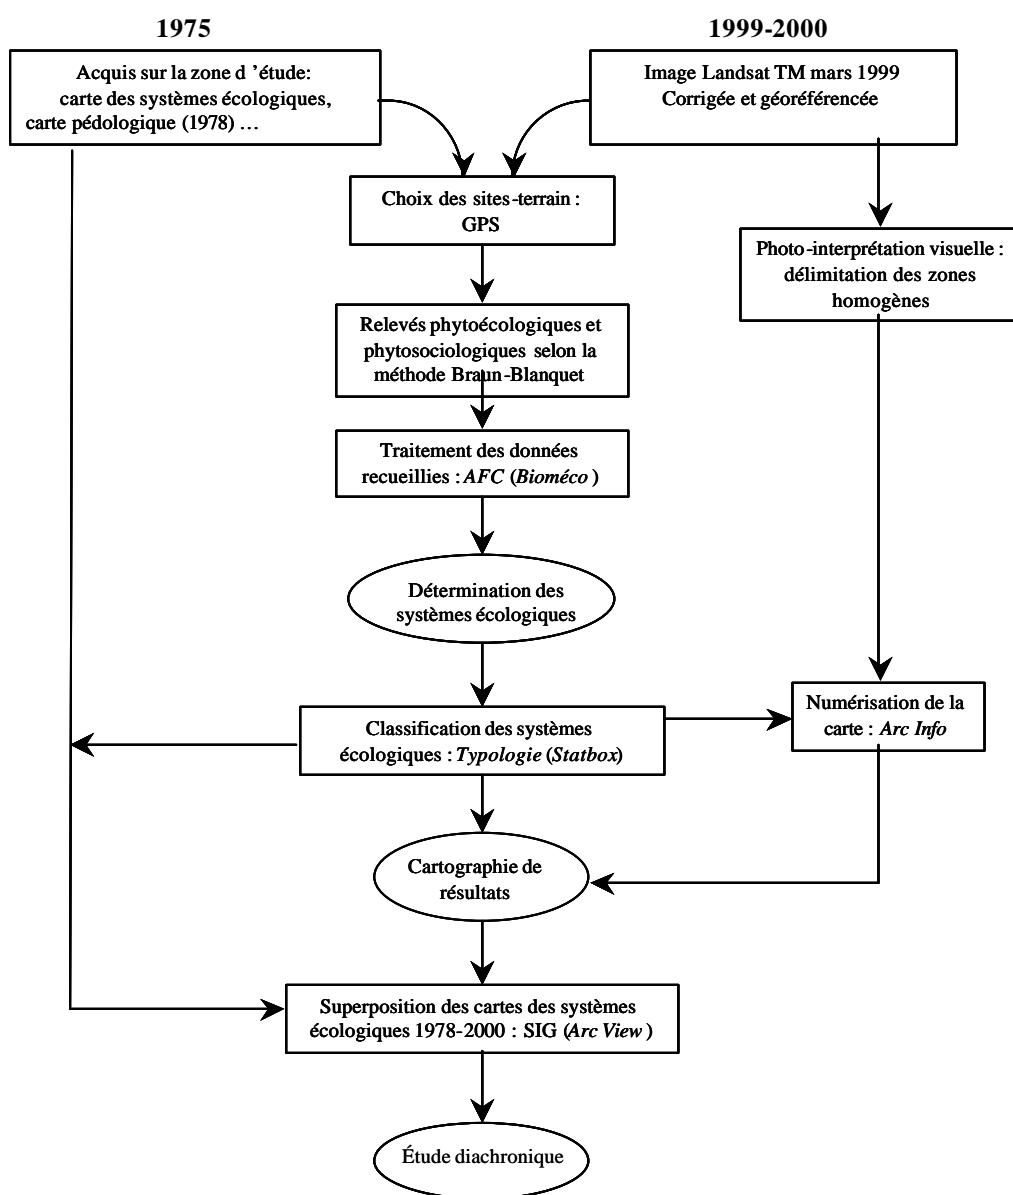 1975
1999-2000
Acquis sur la zone d ’étude:
carte des systèmes écologiques,
carte pédologique (1978) …
Image Landsat TM mars 1999
Corrigée et géoréférencée
Choix des sites-terrain :
GPS
Photo-interprétation visuelle :
délimitation des zones
homogènes
Relevés phytoécologiques et
phytosociologiques selon la
méthode Braun-Blanquet
Traitement des données
recueillies : AFC (Bioméco )
Détermination des
systèmes écologiques
Numérisation de la
carte : Arc Info
Classification des systèmes
écologiques : Typologie (Statbox)
Cartographie de
résultats
Superposition des cartes des systèmes
écologiques 1978-2000 : SIG (Arc View )
Étude diachronique